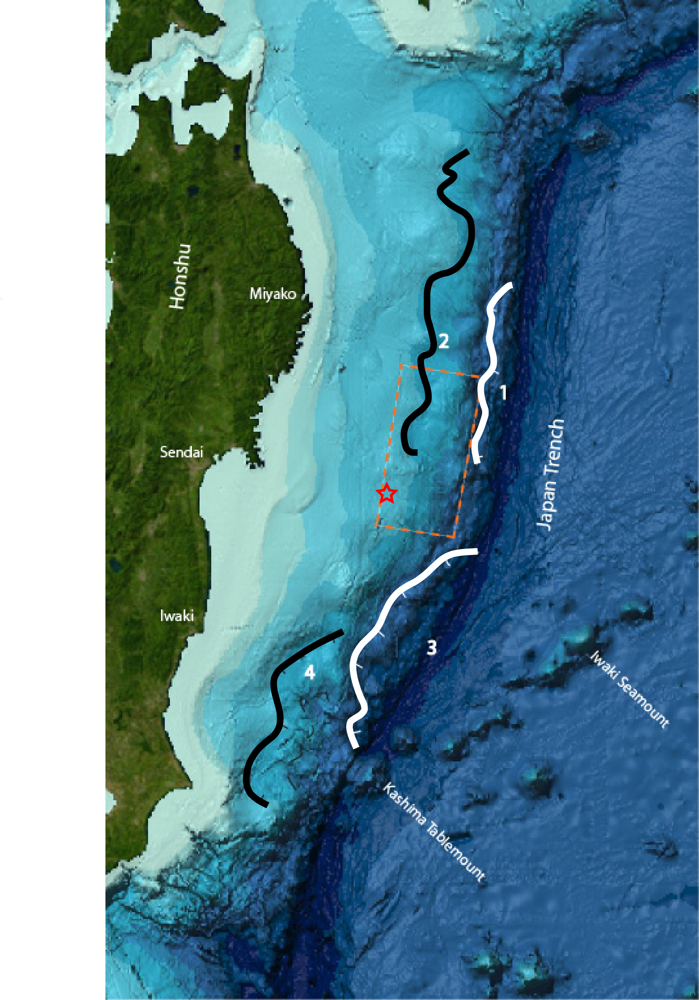 Honshu
Miyako
2
1
Sendai
Japan Trench
Iwaki
3
4
Iwaki Seamount
Kashima Tablemount